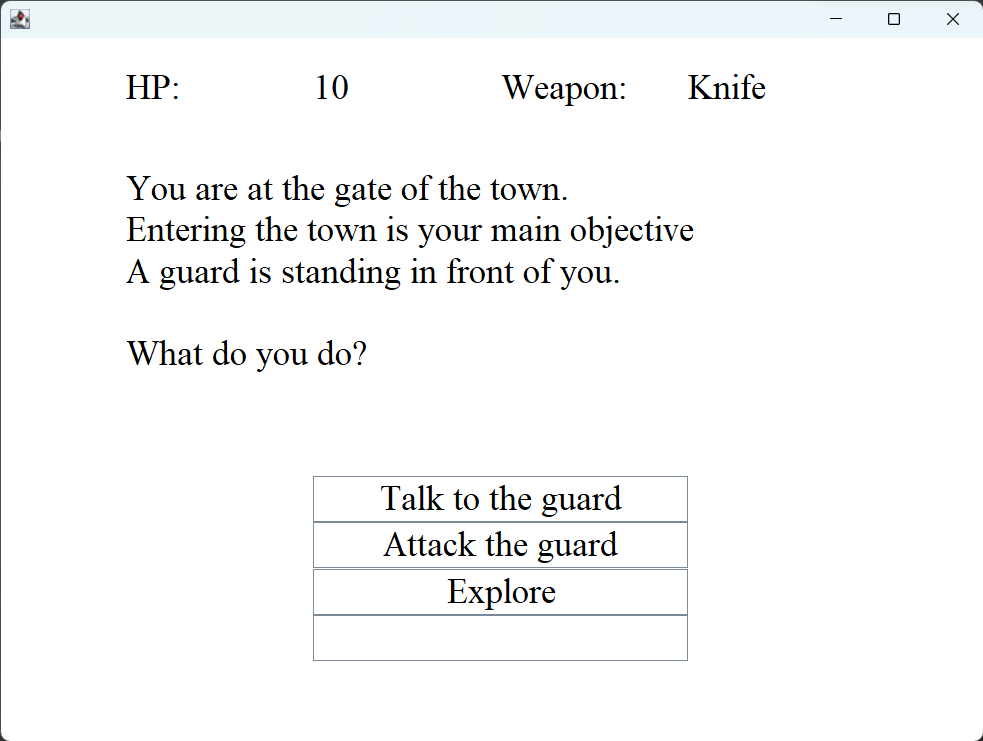 HP: 10 Weapon: Knife
You are at the gate of the town.
Entering the town is your main objective
A guard is standing in front of you.
What do you do?
Talk to the guard
Attack the guard
Explore